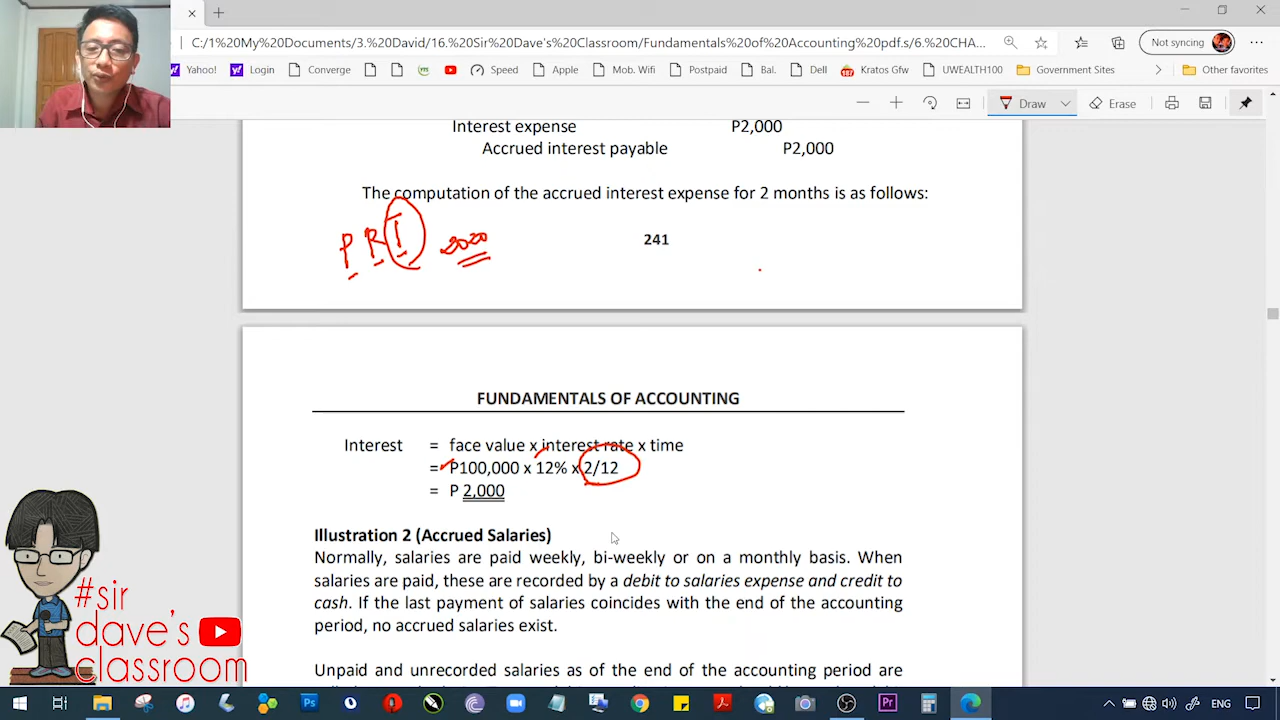 C:/1%20My%20Documents/3.%20David/16.%20Sir%20Dave's%20Classroom/Fundamentals%20of%20Accounting%20pdf.s/6.%20CHA...
Not syncing
Yahoo!
Login
Converge
Speed
Apple
Mob. Wifi
Postpaid
Bal.
Dell
Kratos Gfw
UWEALTH100
Government Sites
Other favorites
Draw
Erase
Interest expense P2,000
Accrued interest payable P2,000
The computation of the accrued interest expense for 2 months is as follows:
P R T 2020
241
FUNDAMENTALS OF ACCOUNTING
Interest = face value x interest rate x time
= P100,000 x 12% x 2/12
= P 2,000
Illustration 2 (Accrued Salaries)
Normally, salaries are paid weekly, bi-weekly or on a monthly basis. When
salaries are paid, these are recorded by a debit to salaries expense and credit to
cash. If the last payment of salaries coincides with the end of the accounting
period, no accrued salaries exist.
Unpaid and unrecorded salaries as of the end of the accounting period are
#sir
dave's
classroom
ENG